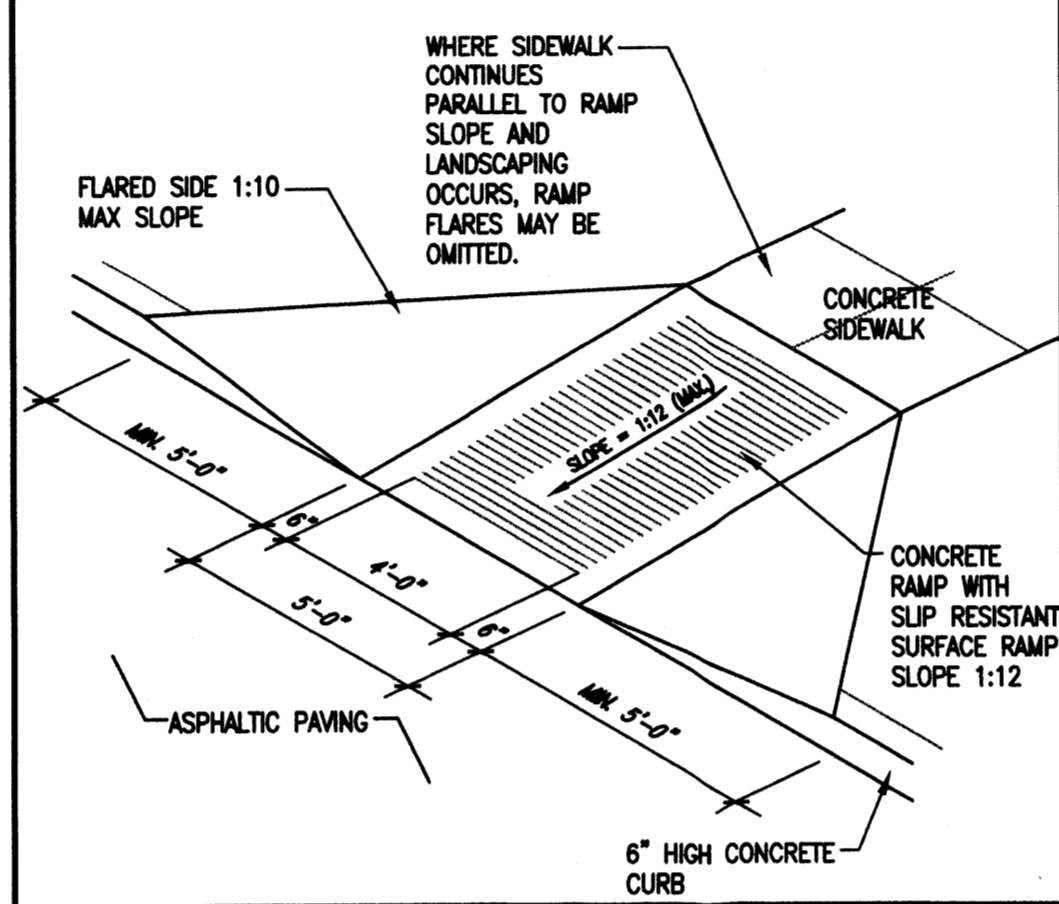 WHERE SIDEWALK
CONTINUES
PARALLEL TO RAMP
SLOPE AND
LANDSCAPING
OCCURS, RAMP
FLARES MAY BE
OMITTED.
FLARED SIDE 1:10
MAX SLOPE
CONCRETE
SIDEWALK
SLOPE = 1:12 (MAX.)
MIN. 5'-0"
6"
4'-0"
5'-0"
6"
MIN. 5'-0"
CONCRETE
RAMP WITH
SLIP RESISTANT
SURFACE RAMP
SLOPE 1:12
ASPHALTIC PAVING
6" HIGH CONCRETE
CURB